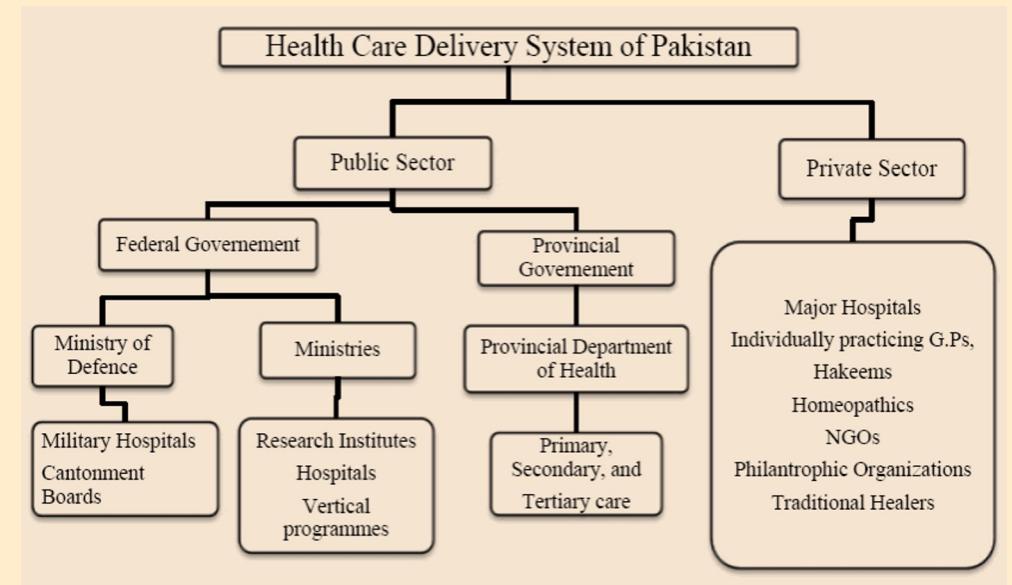 Health Care Delivery System of Pakistan
Public Sector
Private Sector
Federal Governement
Provincial
Governement
Ministry of
Defence
Ministries
Provincial Department
of Health
Military Hospitals
Cantonment
Boards
Research Institutes
Hospitals
Vertical
programmes
Primary,
Secondary, and
Tertiary care
Major Hospitals
Individually practicing G.Ps,
Hakeems
Homeopathics
NGOs
Philantrophic Organizations
Traditional Healers